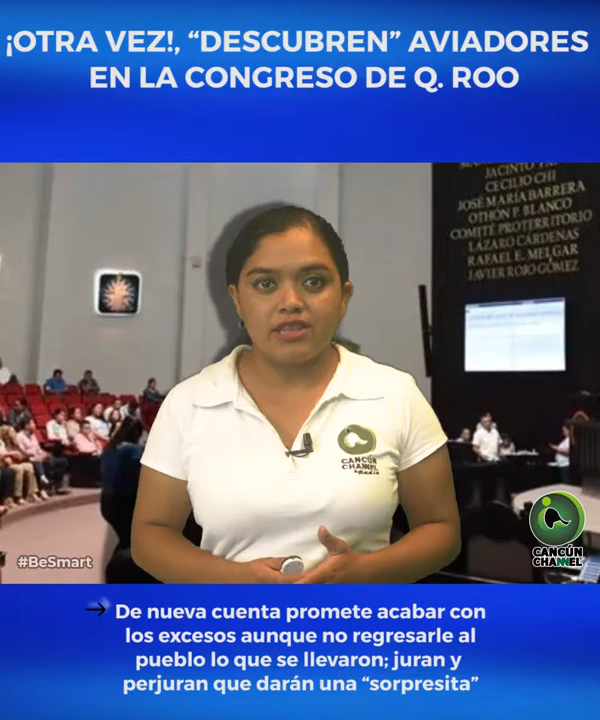 ¡OTRA VEZ!, “DESCUBREN” AVIADORES
EN LA CONGRESO DE Q. ROO
JACINTO
CECILIO CHI
JOSÉ MARÍA BARRERA
OTHÓN P. BLANCO
COMITÉ PROTERRITORIO
LÁZARO CÁRDENAS
RAFAEL E. MELGAR
JAVIER ROJO GÓMEZ
CANCÚN
CHANNEL
& Radio
CANCÚN
CHANNEL
#BeSmart
→ De nueva cuenta promete acabar con
los excesos aunque no regresarle al
pueblo lo que se llevaron; juran y
perjuran que darán una “sorpresita”